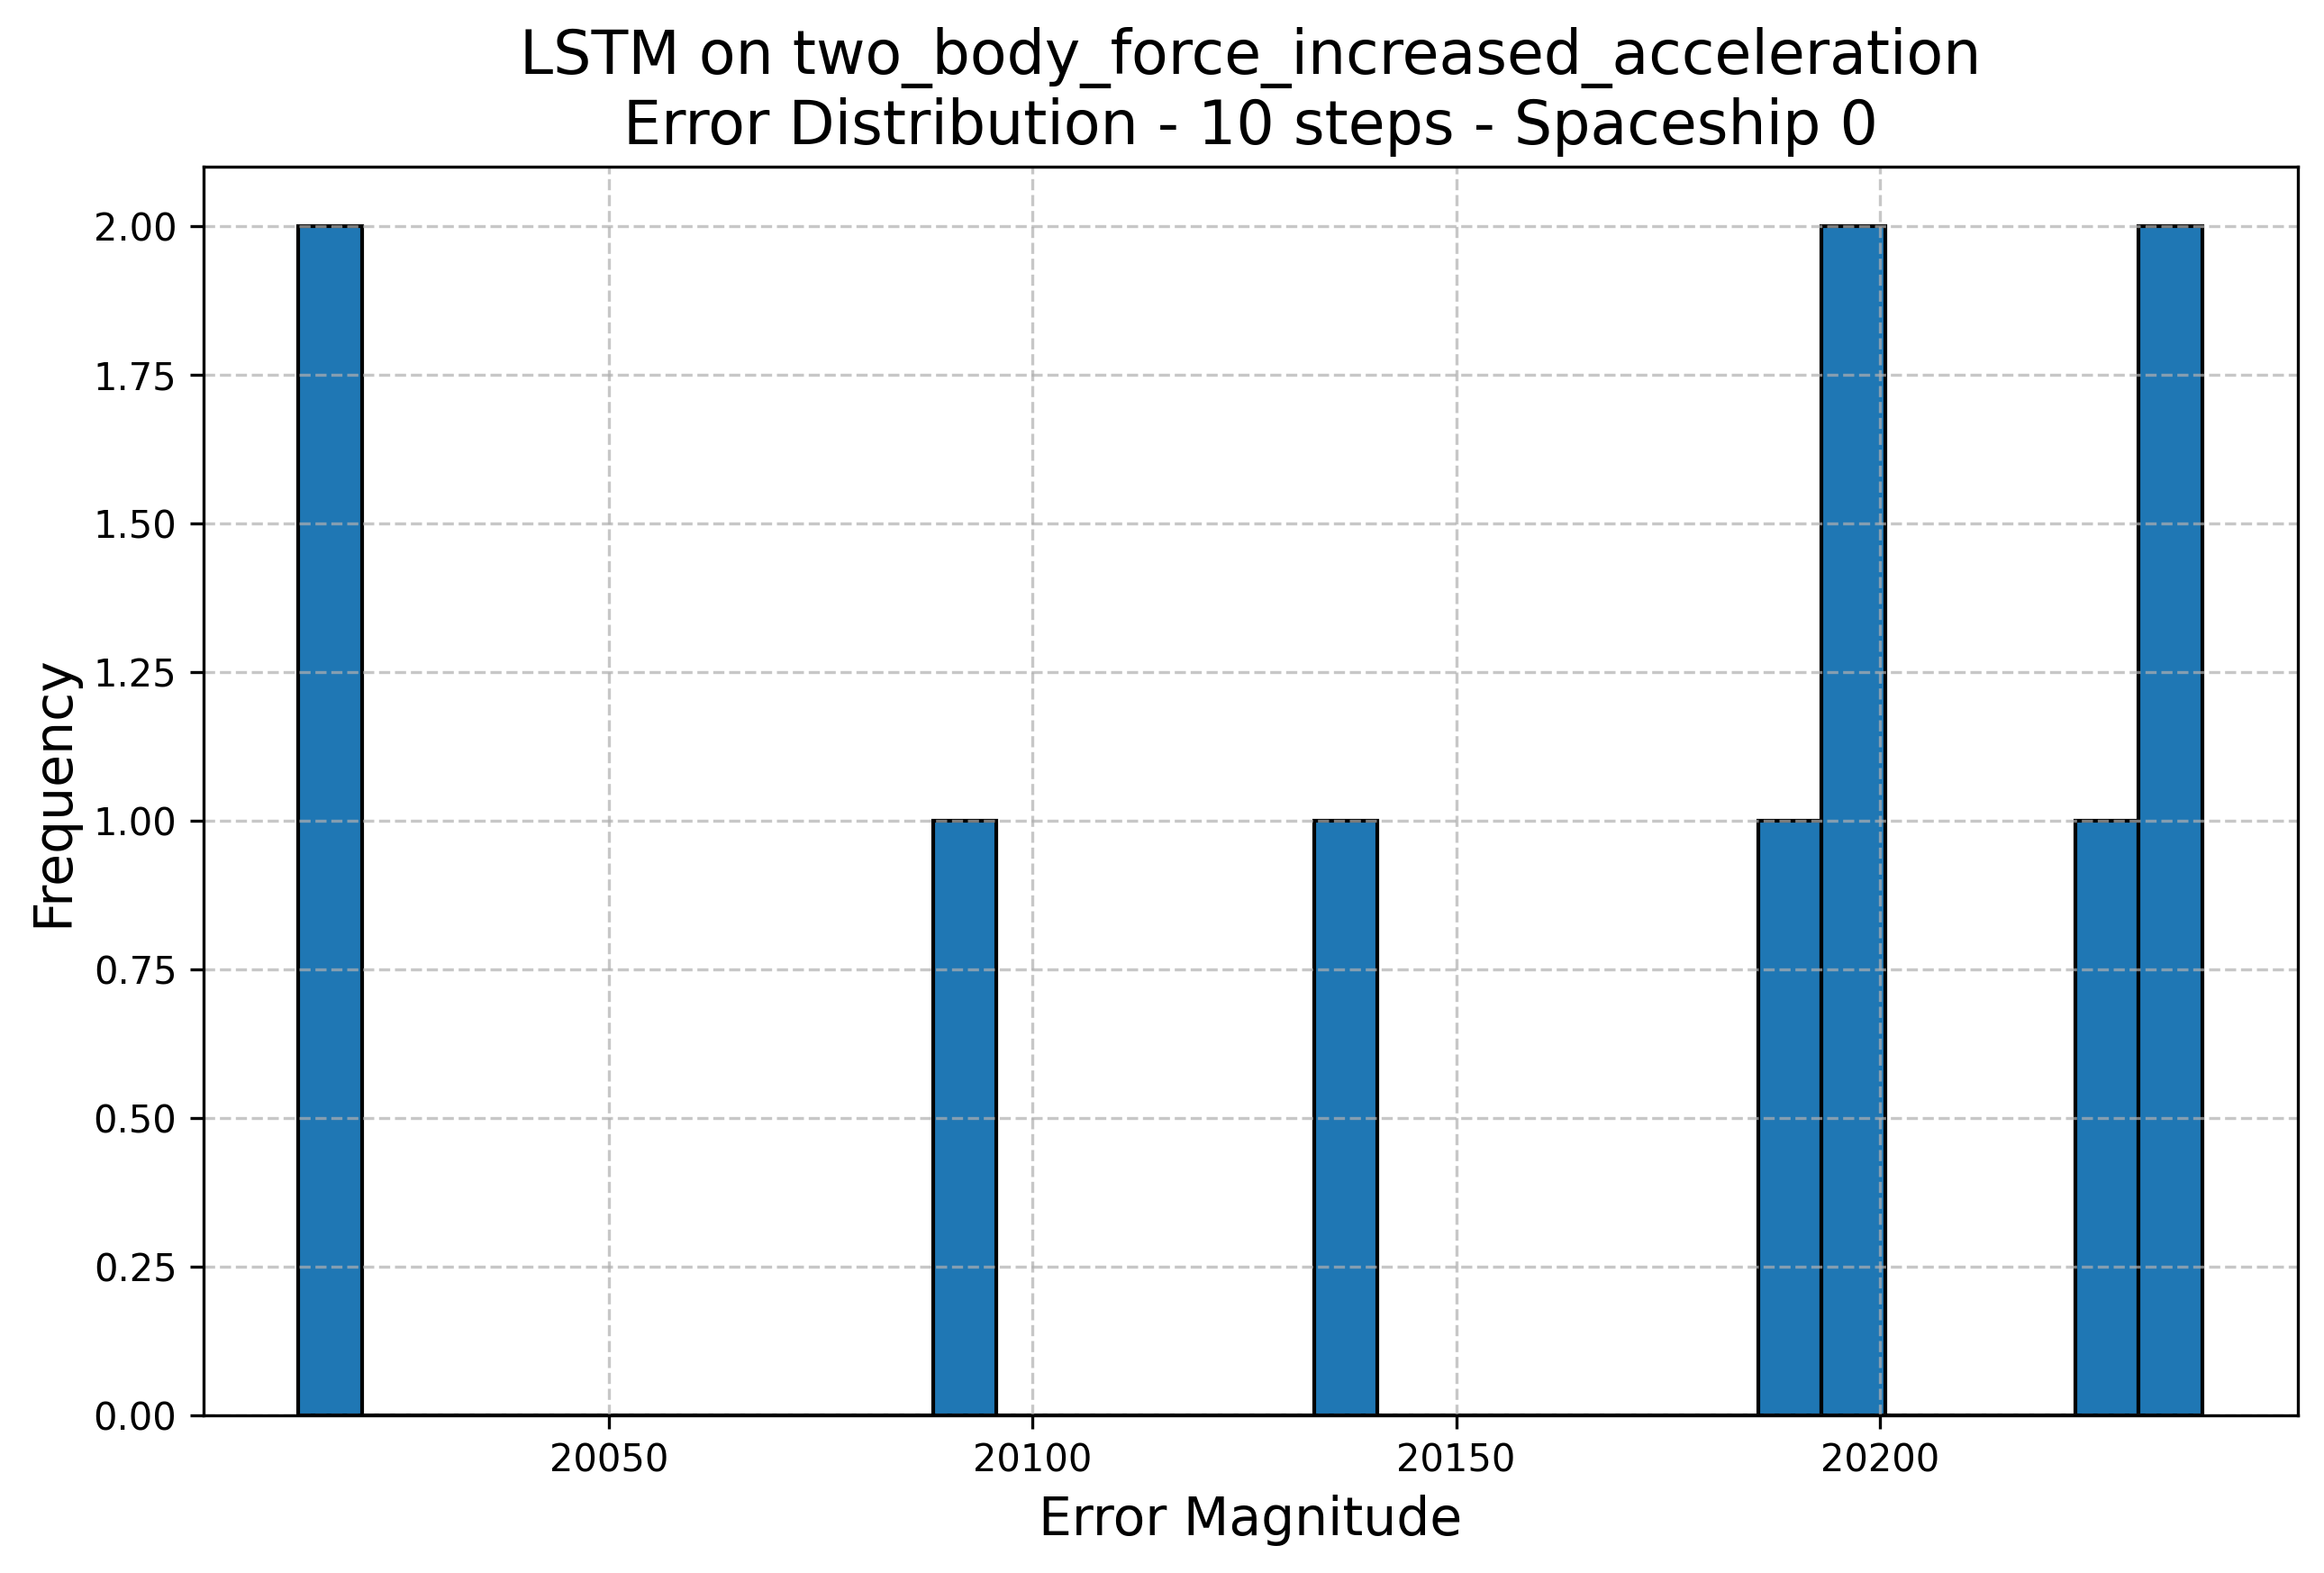 LSTM on two_body_force_increased_acceleration
Error Distribution - 10 steps - Spaceship 0
Frequency
2.00
1.75
1.50
1.25
1.00
0.75
0.50
0.25
0.00
20050 20100 20150 20200
Error Magnitude